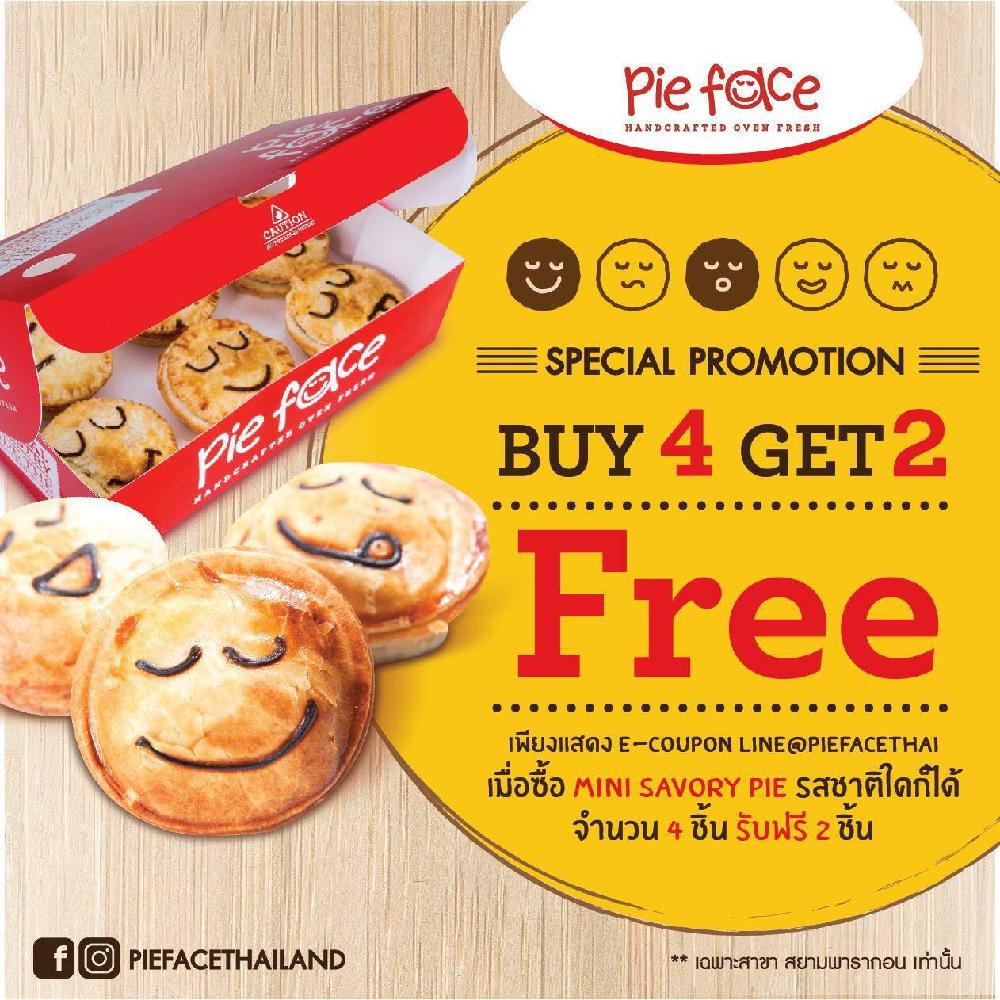 Pie face
HANDCRAFTED OVEN FRESH
CAUTION
Pie face
HANDCRAFTED OVEN FRESH
SPECIAL PROMOTION
BUY 4 GET 2
Free
เพียงแสดง E-COUPON LINE@PIEFACETHAI
เมื่อซื้อ MINI SAVORY PIE รสชาติใดก็ได้
จำนวน 4 ชิ้น รับฟรี 2 ชิ้น
PIEFACETHAILAND
** เฉพาะสาขา สยามพารากอน เท่านั้น